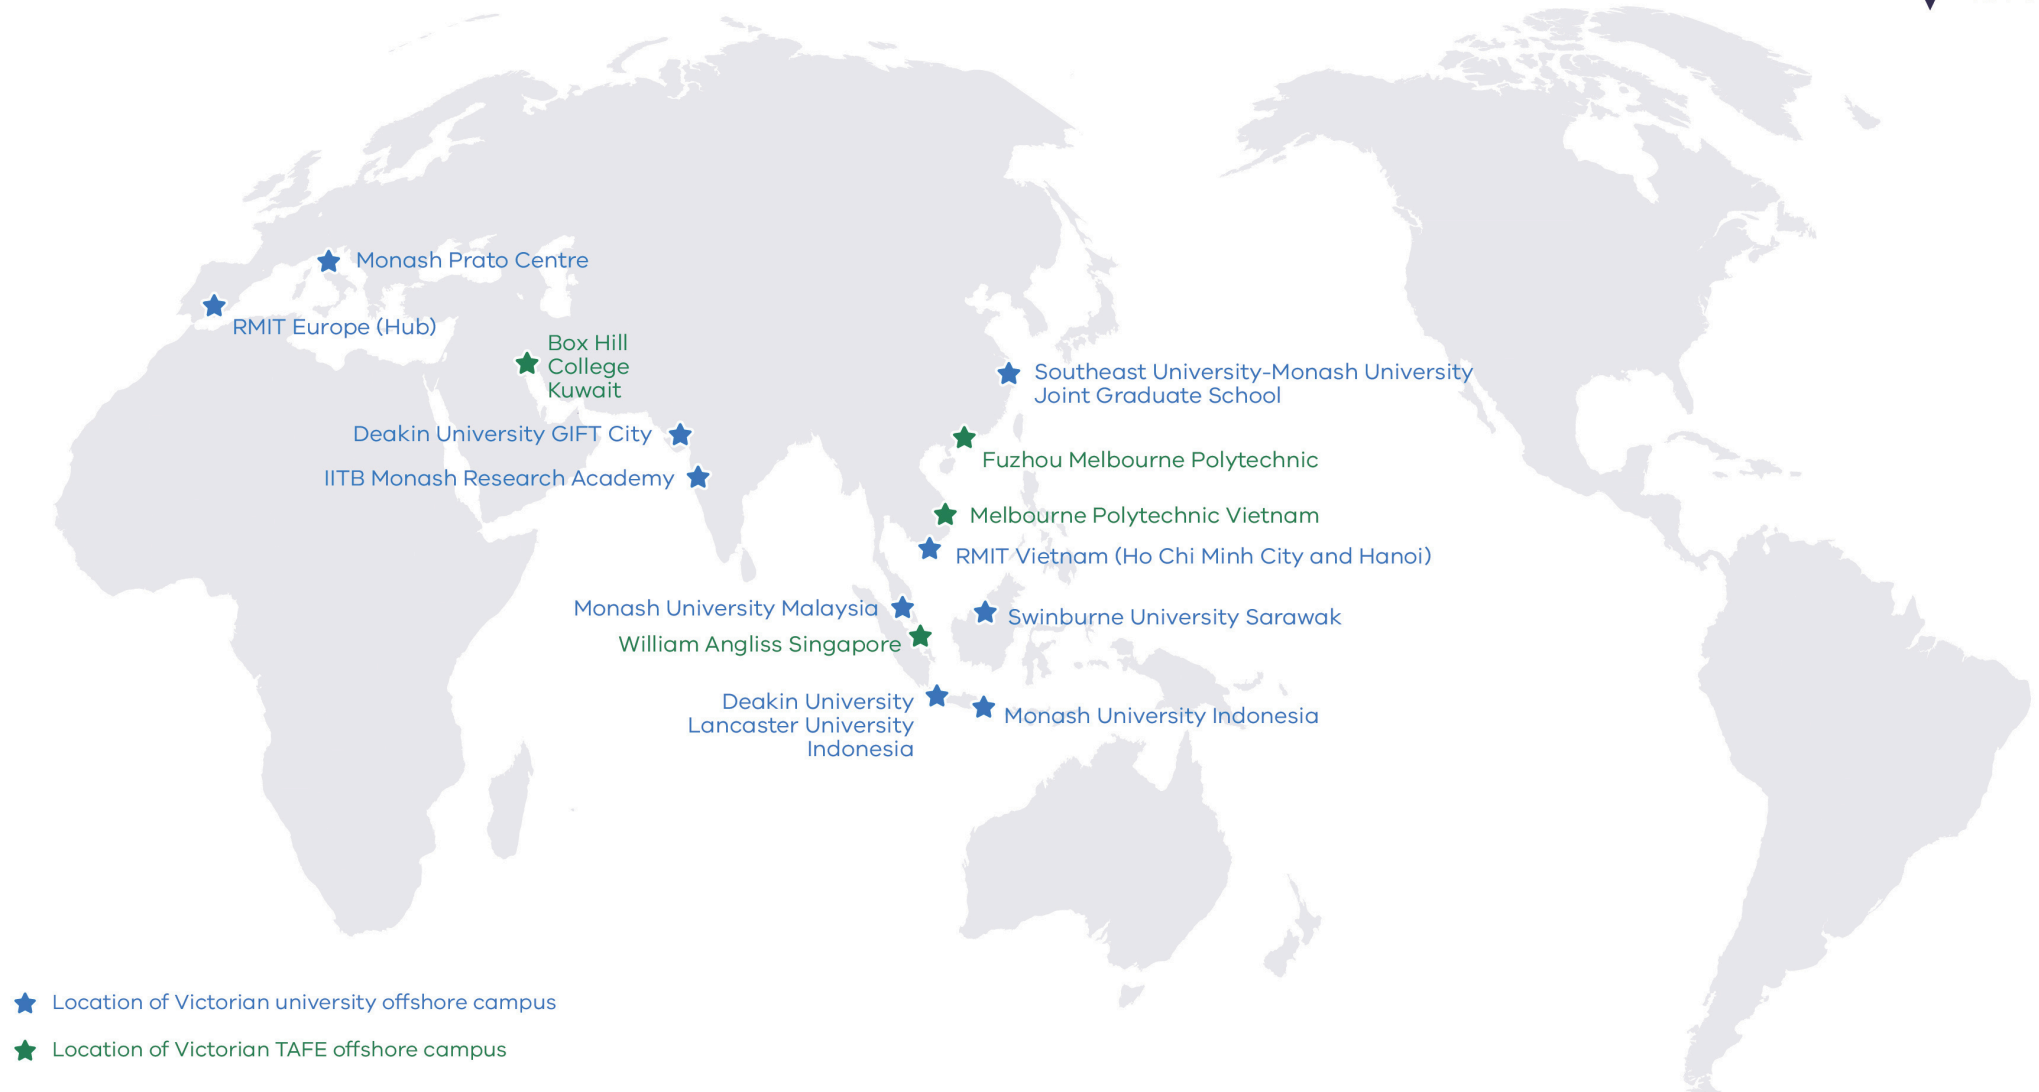 Monash Prato Centre
RMIT Europe (Hub)
Box Hill
College
Kuwait
Southeast University-Monash University
Joint Graduate School
Deakin University GIFT City
Fuzhou Melbourne Polytechnic
IITB Monash Research Academy
Melbourne Polytechnic Vietnam
RMIT Vietnam (Ho Chi Minh City and Hanoi)
Monash University Malaysia
Swinburne University Sarawak
William Angliss Singapore
Deakin University
Lancaster University
Indonesia
Monash University Indonesia
Location of Victorian university offshore campus
Location of Victorian TAFE offshore campus